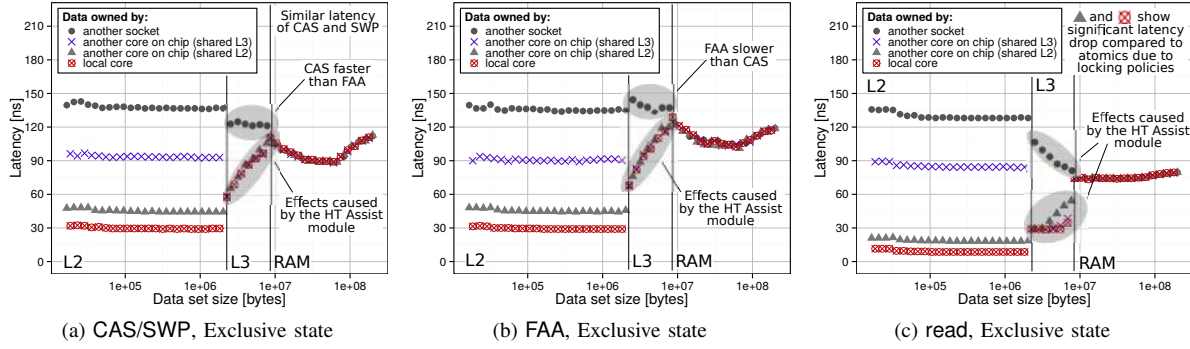 Data owned by:
another socket
another core on chip (shared L3)
another core on chip (shared L2)
local core
Similar latency
of CAS and SWP
CAS faster
than FAA
Effects caused
by the HT Assist
module
L2
L3
RAM
210
180
150
120
90
60
30
0
Latency [ns]
1e+05
1e+06
1e+07
1e+08
Data set size [bytes]
(a) CAS/SWP, Exclusive state
Data owned by:
another socket
another core on chip (shared L3)
another core on chip (shared L2)
local core
FAA slower
than CAS
Effects caused
by the HT Assist
module
L2
L3
RAM
210
180
150
120
90
60
30
0
Latency [ns]
1e+05
1e+06
1e+07
1e+08
Data set size [bytes]
(b) FAA, Exclusive state
Data owned by:
another socket
another core on chip (shared L3)
another core on chip (shared L2)
local core
and show
significant latency
drop compared to
atomics due to
locking policies
Effects caused
by the HT Assist
module
L2
L3
RAM
210
180
150
120
90
60
30
0
Latency [ns]
1e+05
1e+06
1e+07
1e+08
Data set size [bytes]
(c) read, Exclusive state